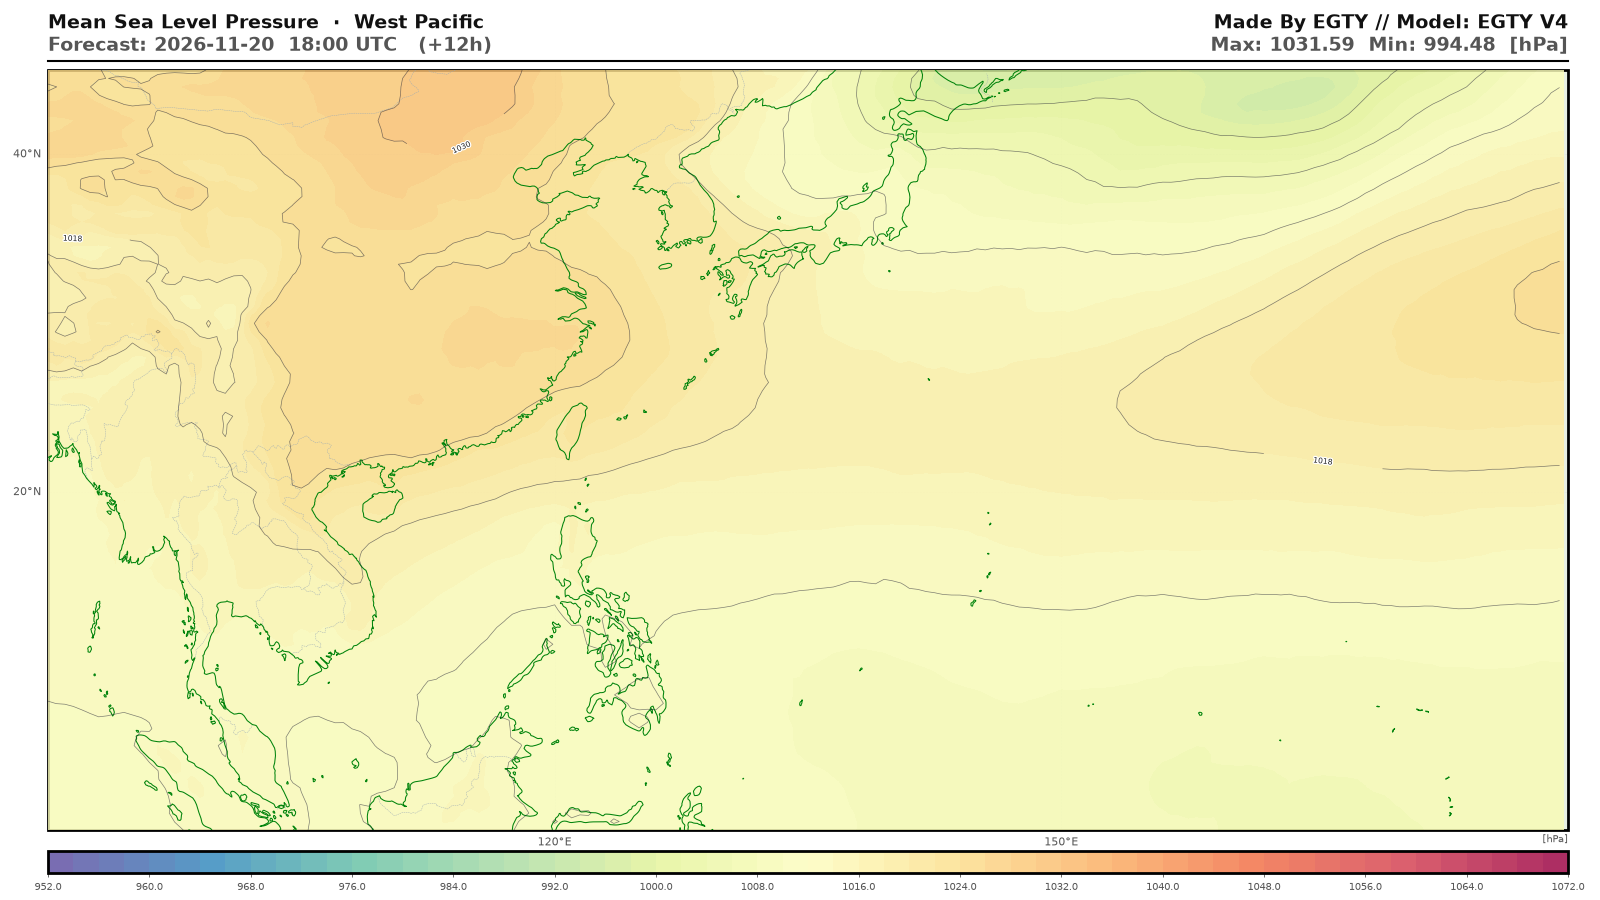 Mean Sea Level Pressure · West Pacific
Made By EGTY // Model: EGTY V4
Forecast: 2026-11-20 18:00 UTC (+12h)
Max: 1031.59 Min: 994.48 [hPa]
1030
40°N
1018
1018
20°N
120°E
150°E
[hPa]
952.0
960.0
968.0
976.0
984.0
992.0
1000.0
1008.0
1016.0
1024.0
1032.0
1040.0
1048.0
1056.0
1064.0
1072.0